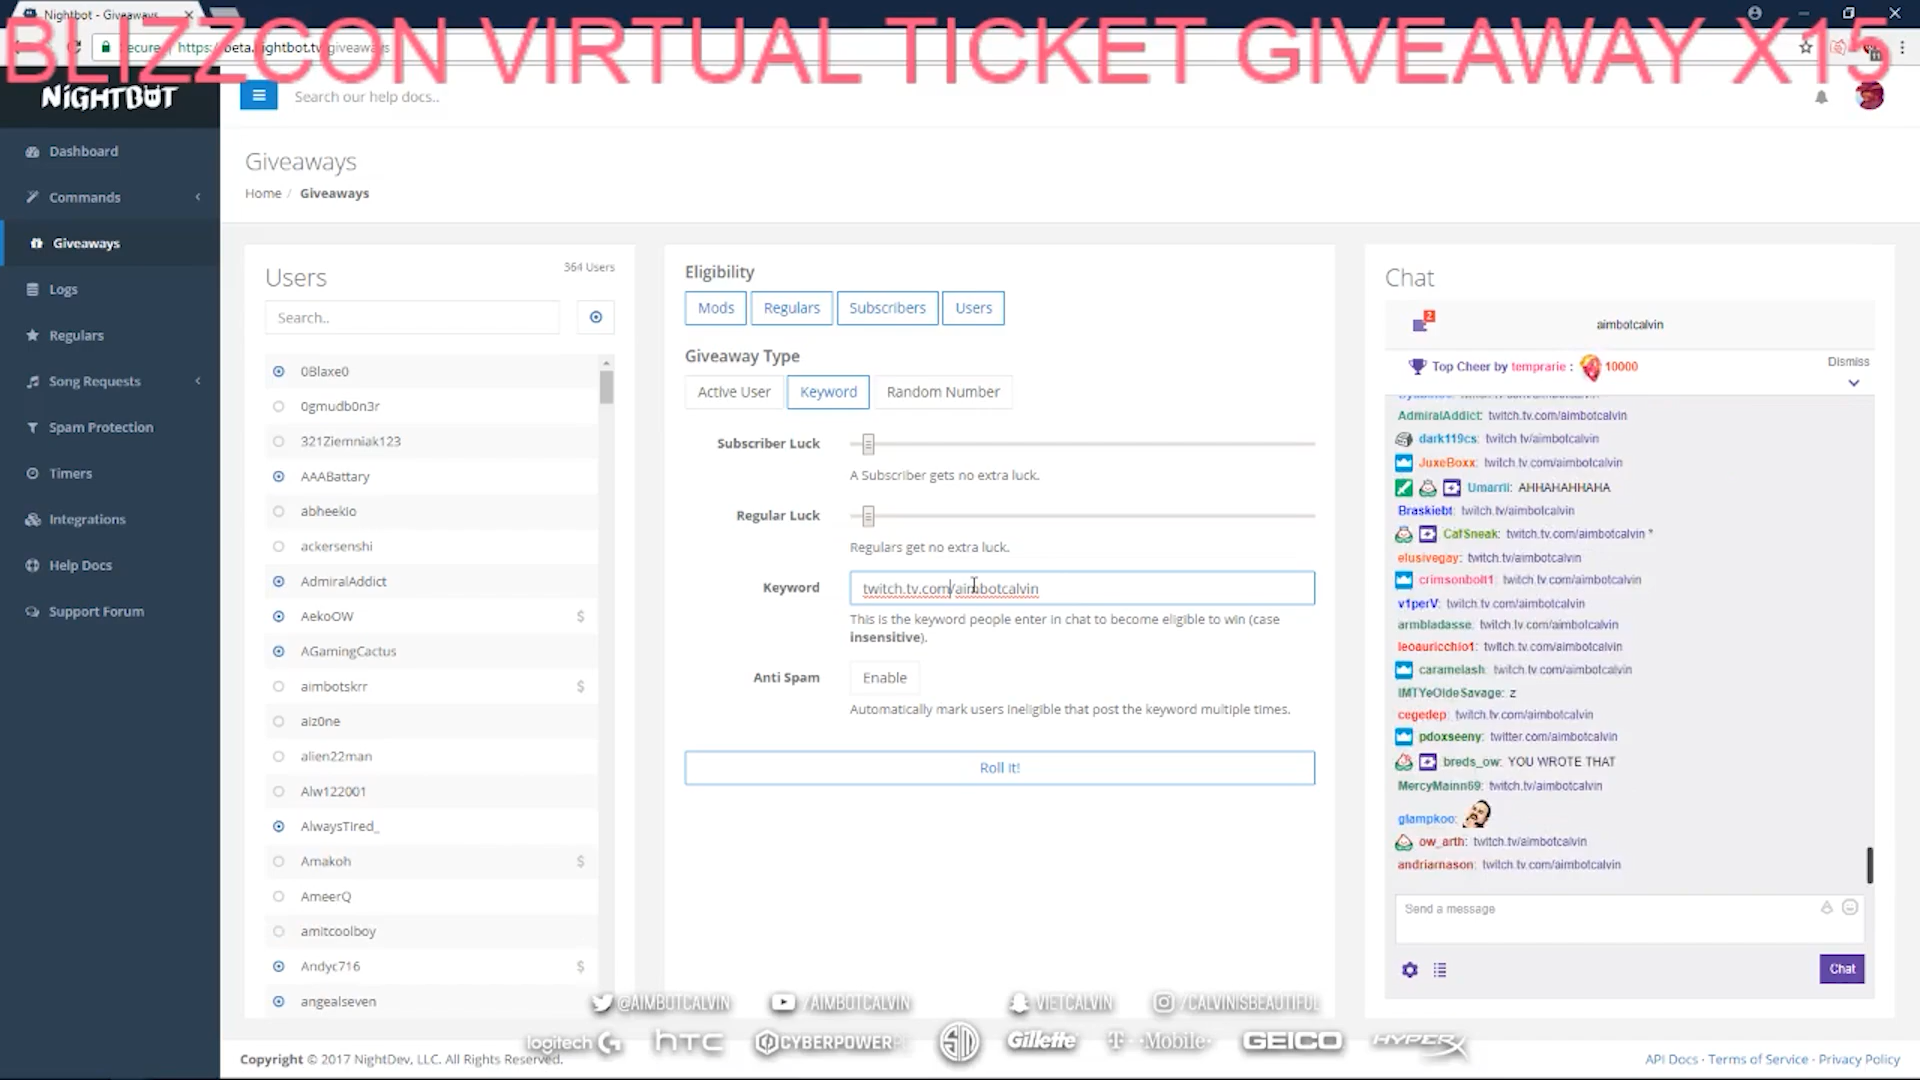 Nightbot - Giveaways
BLIZZCON VIRTUAL TICKET GIVEAWAY X15
Secure https://beta.nightbot.tv/giveaways
NiGHTBOT
Search our help docs..
Dashboard
Commands
Giveaways
Logs
Regulars
Song Requests
Spam Protection
Timers
Integrations
Help Docs
Support Forum
Giveaways
Home / Giveaways
Users
364 Users
Search..
0Blaxe0
0gmudb0n3r
321Ziemniak123
AAABattary
abheekio
ackersenshi
AdmiralAddict
AekoOW $
AGamingCactus
aimbotskrr $
aiz0ne
alien22man
Alw122001
AlwaysTired_
Amakoh $
AmeerQ
amitcoolboy
Andyc716 $
angealseven
Eligibility
Mods Regulars Subscribers Users
Giveaway Type
Active User Keyword Random Number
Subscriber Luck
A Subscriber gets no extra luck.
Regular Luck
Regulars get no extra luck.
Keyword twitch.tv.com/aimbotcalvin
This is the keyword people enter in chat to become eligible to win (case
insensitive).
Anti Spam Enable
Automatically mark users ineligible that post the keyword multiple times.
Roll It!
Chat
2
aimbotcalvin
Top Cheer by temprarie : 10000
Dismiss
AdmiralAddict: twitch.tv.com/aimbotcalvin
dark119cs: twitch tv/aimbotcalvin
JuxeBoxx: twitch.tv.com/aimbotcalvin
Umarrii: AHHAHAHHAHA
Braskiebt: twitch.tv/aimbotcalvin
CafSneak: twitch.tv/aimbotcalvin *
elusivegay: twitch.tv/aimbotcalvin
crimsonbolt1: twitch.tv/aimbotcalvin
v1perV: twitch.tv/aimbotcalvin
armbladasse: twitch.tv/aimbotcalvin
leoauricchio1: twitch.tv/aimbotcalvin
caramelash: twitch.tv.com/aimbotcalvin
IMTYeOldeSavage: z
cegedep: twitch.tv.com/aimbotcalvin
pdoxseeny: twitter.com/aimbotcalvin
breds_ow: YOU WROTE THAT
MercyMainn69: twitch.tv/aimbotcalvin
glampkoo:
ow_arth: twitch.tv/aimbotcalvin
andriarnason: twitch.tv.com/aimbotcalvin
Send a message
Chat
@AIMBOTCALVIN /AIMBOTCALVIN VIETCALVIN /CALVINISBEAUTIFUL
logitech G hTC CYBERPOWER Gillette T-Mobile GEICO HYPERX
Copyright © 2017 NightDev, LLC. All Rights Reserved.
API Docs · Terms of Service · Privacy Policy